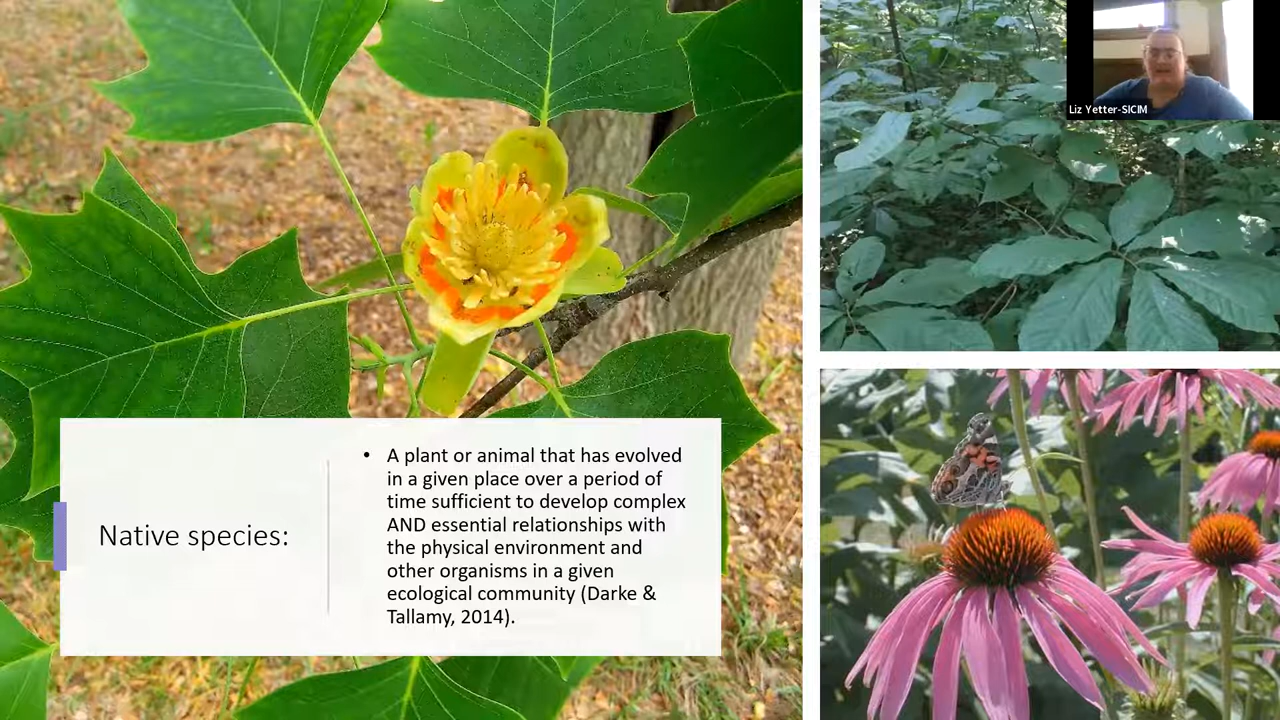 Liz Yetter-SICIM
Native species:
• A plant or animal that has evolved
in a given place over a period of
time sufficient to develop complex
AND essential relationships with
the physical environment and
other organisms in a given
ecological community (Darke &
Tallamy, 2014).